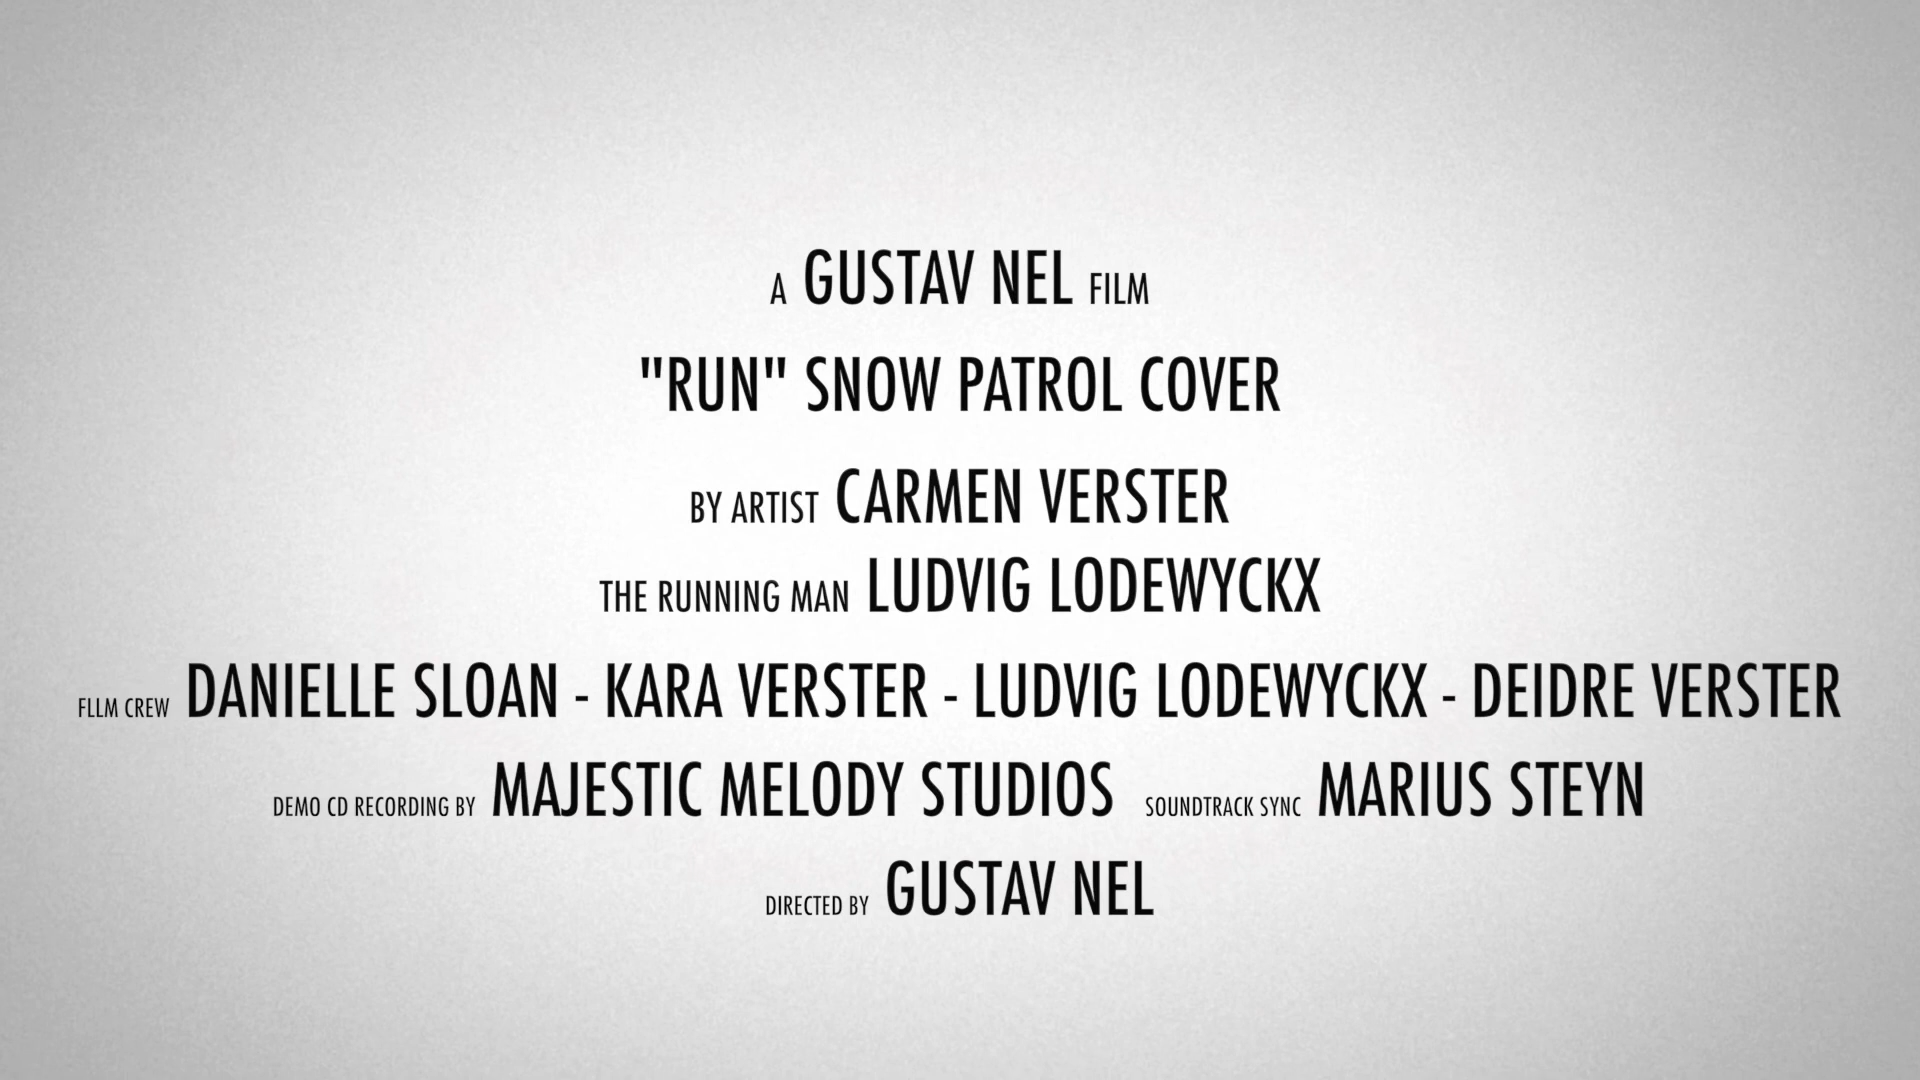 A GUSTAV NEL FILM
"RUN" SNOW PATROL COVER
BY ARTIST CARMEN VERSTER
THE RUNNING MAN LUDVIG LODEWYCKX
FLLM CREW DANIELLE SLOAN - KARA VERSTER - LUDVIG LODEWYCKX - DEIDRE VERSTER
DEMO CD RECORDING BY MAJESTIC MELODY STUDIOS SOUNDTRACK SYNC MARIUS STEYN
DIRECTED BY GUSTAV NEL